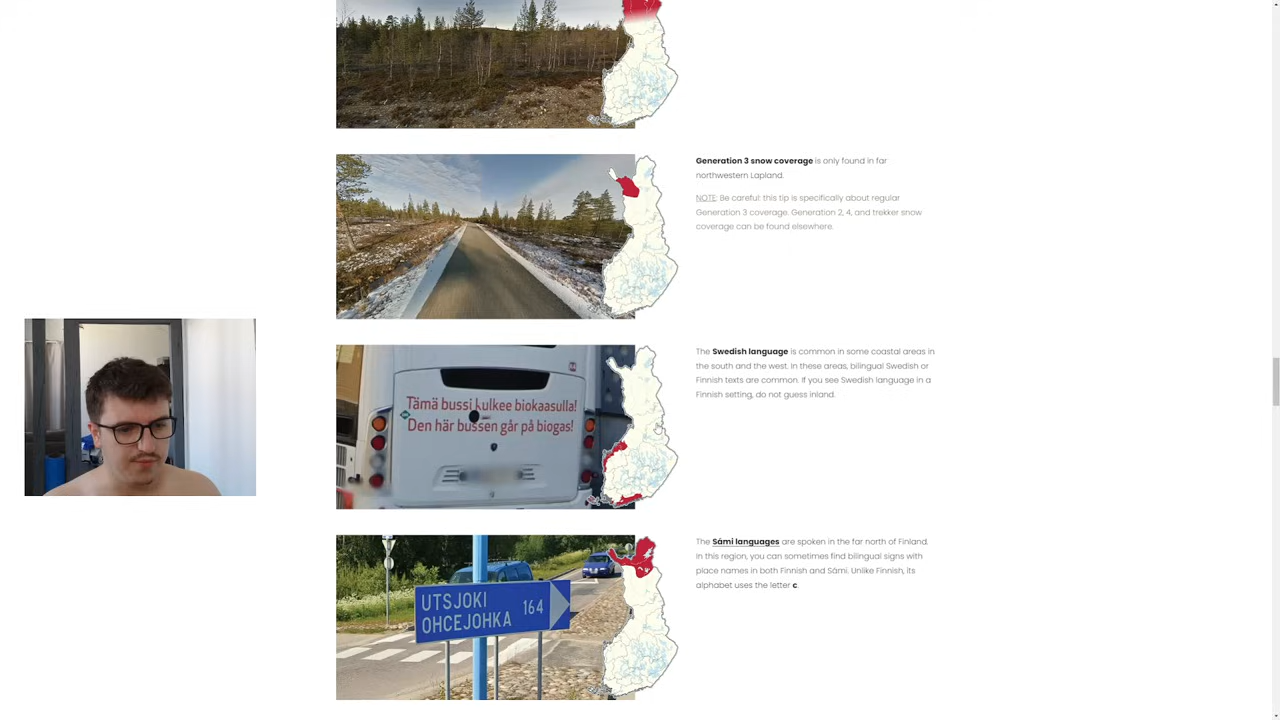 Generation 3 snow coverage is only found in far
northwestern Lapland.
NOTE: Be careful: this tip is specifically about regular
Generation 3 coverage. Generation 2, 4, and trekker snow
coverage can be found elsewhere.
Tämä bussi kulkee biokaasulla!
Den här bussen går på biogas!
The Swedish language is common in some coastal areas in
the south and the west. In these areas, bilingual Swedish or
Finnish texts are common. If you see Swedish language in a
Finnish setting, do not guess inland.
UTSJOKI
OHCEJOHKA 164
The Sámi languages are spoken in the far north of Finland.
In this region, you can sometimes find bilingual signs with
place names in both Finnish and Sámi. Unlike Finnish, its
alphabet uses the letter c.